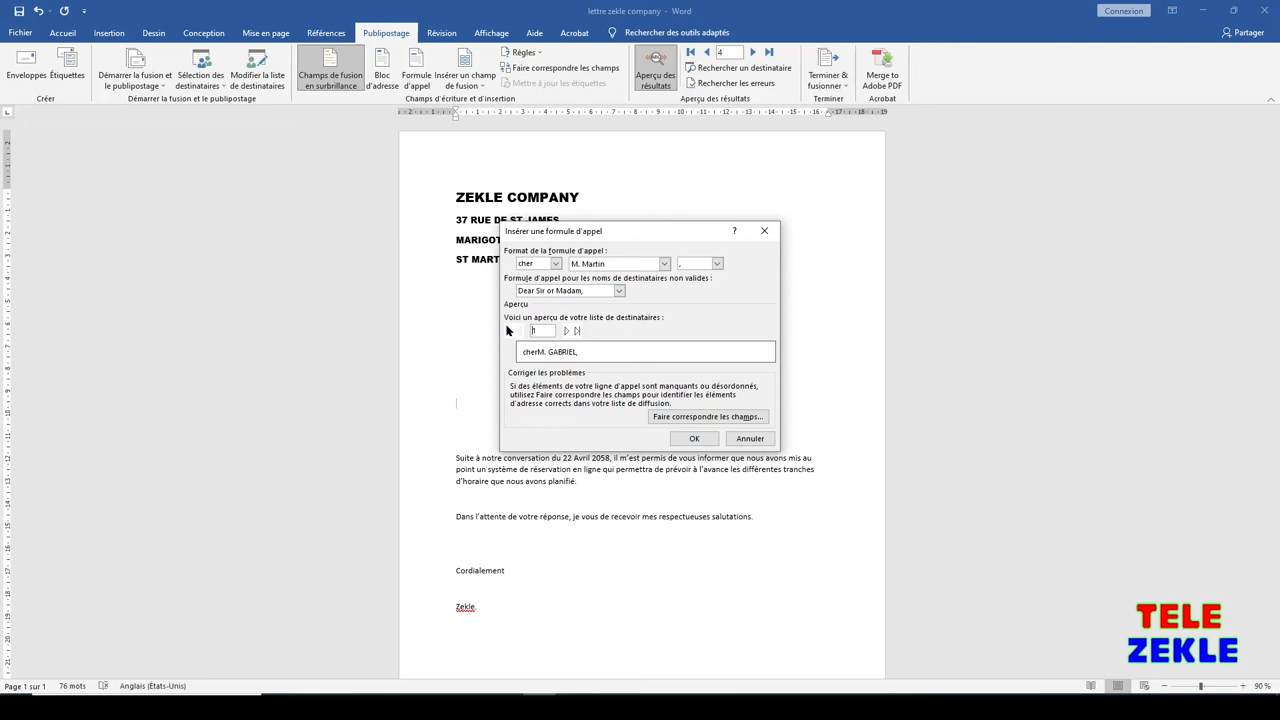 lettre zekle company - Word
Connexion
Fichier Accueil Insertion Dessin Conception Mise en page Références Publipostage Révision Affichage Aide Acrobat Rechercher des outils adaptés Partager
Enveloppes
Étiquettes
Créer
Démarrer la fusion et
le publipostage
Sélection des
destinataires
Modifier la liste
de destinataires
Démarrer la fusion et le publipostage
Champs de fusion
en surbrillance
Bloc
d'adresse
Formule
d'appel
Insérer un champ
de fusion
Règles
Faire correspondre les champs
Mettre à jour les étiquettes
Champs d'écriture et d'insertion
Aperçu des
résultats
4
Rechercher un destinataire
Rechercher les erreurs
Aperçu des résultats
Terminer &
fusionner
Terminer
Merge to
Adobe PDF
Acrobat
ZEKLE COMPANY
37 RUE DE ST JAMES
MARIGOT
ST MART
Insérer une formule d'appel
?
Format de la formule d'appel :
cher
M. Martin
,
Formule d'appel pour les noms de destinataires non valides :
Dear Sir or Madam,
Aperçu
Voici un aperçu de votre liste de destinataires :
1
cherM. GABRIEL,
Corriger les problèmes
Si des éléments de votre ligne d'appel sont manquants ou désordonnés,
utilisez Faire correspondre les champs pour identifier les éléments
d'adresse corrects dans votre liste de diffusion.
Faire correspondre les champs...
OK
Annuler
Suite à notre conversation du 22 Avril 2058, il m'est permis de vous informer que nous avons mis au
point un système de réservation en ligne qui permettra de prévoir à l'avance les différentes tranches
d'horaire que nous avons planifié.
Dans l'attente de votre réponse, je vous de recevoir mes respectueuses salutations.
Cordialement
Zekle.
TELE
ZEKLE
Page 1 sur 1 76 mots Anglais (États-Unis) 90 %